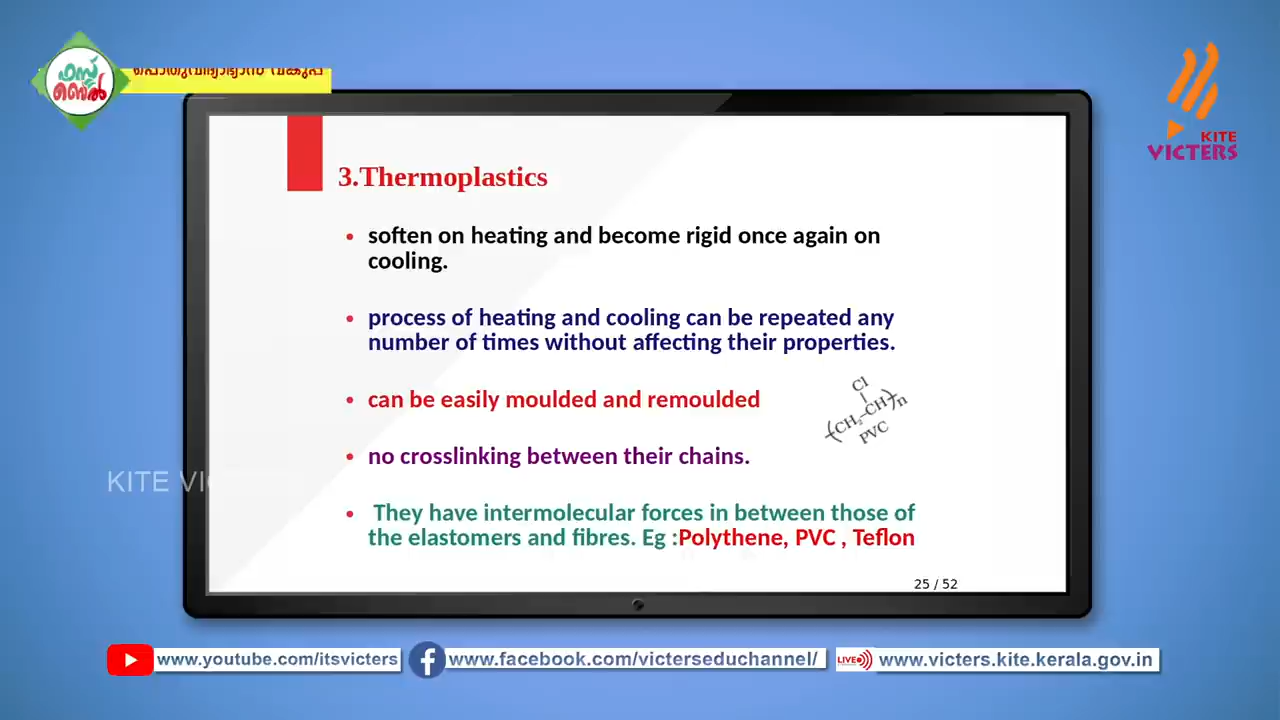 ഫസ്റ്റ്
ബെൽ
പൊതുവിദ്യാഭ്യാസ വകുപ്പ്
KITE
VICTERS
3.Thermoplastics
• soften on heating and become rigid once again on
cooling.
• process of heating and cooling can be repeated any
number of times without affecting their properties.
• can be easily moulded and remoulded
Cl
(CH₂–CH)n
PVC
• no crosslinking between their chains.
KITE VIC
• They have intermolecular forces in between those of
the elastomers and fibres. Eg :Polythene, PVC , Teflon
25 / 52
www.youtube.com/itsvicters
www.facebook.com/victerseduchannel/
LIVE
www.victers.kite.kerala.gov.in